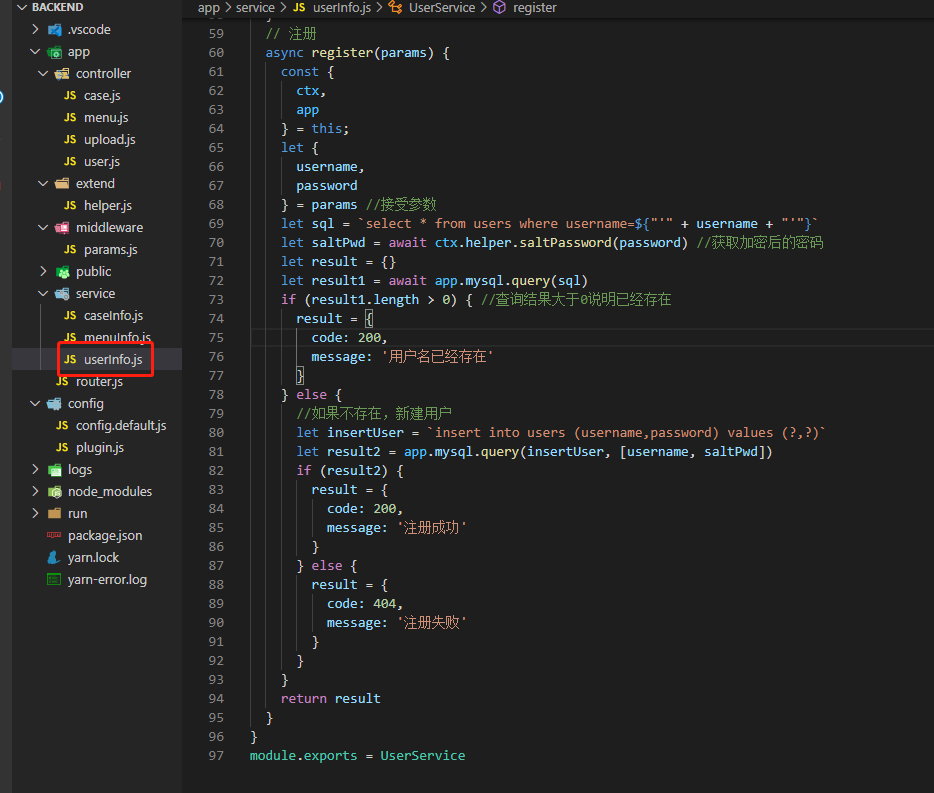 BACKEND
.vscode
app
controller
JS case.js
JS menu.js
JS upload.js
JS user.js
extend
JS helper.js
middleware
JS params.js
public
service
JS caseInfo.js
JS menuInfo.js
JS userInfo.js
JS router.js
config
JS config.default.js
JS plugin.js
logs
node_modules
run
package.json
yarn.lock
yarn-error.log
app > service > JS userInfo.js > UserService > register
59 // 注册
60 async register(params) {
61 const {
62 ctx,
63 app
64 } = this;
65 let {
66 username,
67 password
68 } = params //接受参数
69 let sql = `select * from users where username=${"'" + username + "'"}`
70 let saltPwd = await ctx.helper.saltPassword(password) //获取加密后的密码
71 let result = {}
72 let result1 = await app.mysql.query(sql)
73 if (result1.length > 0) { //查询结果大于0说明已经存在
74 result = {
75 code: 200,
76 message: '用户名已经存在'
77 }
78 } else {
79 //如果不存在，新建用户
80 let insertUser = `insert into users (username,password) values (?,?)`
81 let result2 = app.mysql.query(insertUser, [username, saltPwd])
82 if (result2) {
83 result = {
84 code: 200,
85 message: '注册成功'
86 }
87 } else {
88 result = {
89 code: 404,
90 message: '注册失败'
91 }
92 }
93 }
94 return result
95 }
96 }
97 module.exports = UserService